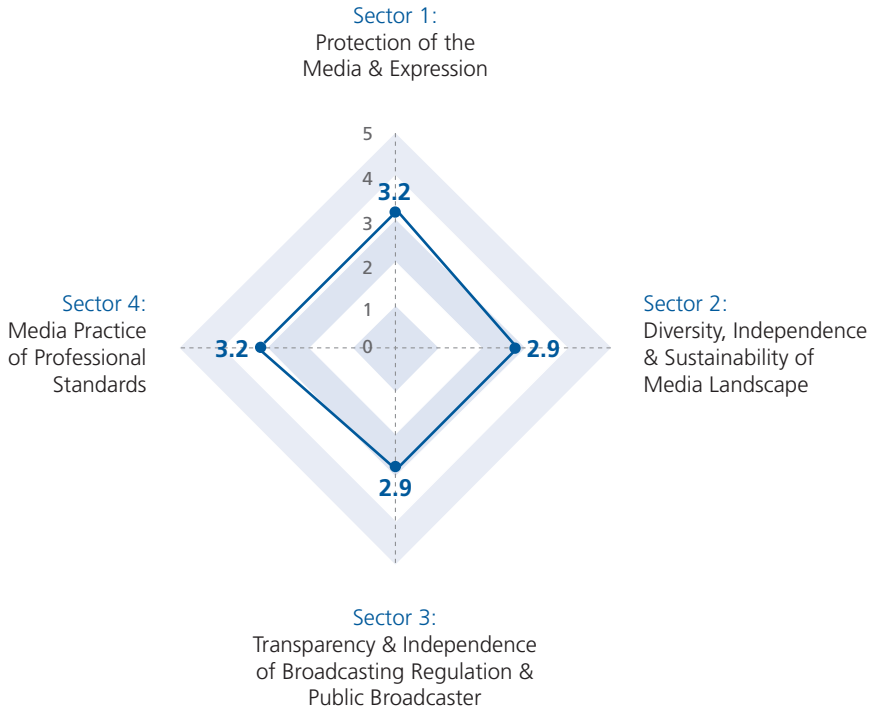 Sector 1:
Protection of the
Media & Expression
5
4
3.2
3
2
1
0
Sector 4:
Media Practice
of Professional
Standards
3.2
2.9
Sector 2:
Diversity, Independence
& Sustainability of
Media Landscape
2.9
Sector 3:
Transparency & Independence
of Broadcasting Regulation &
Public Broadcaster